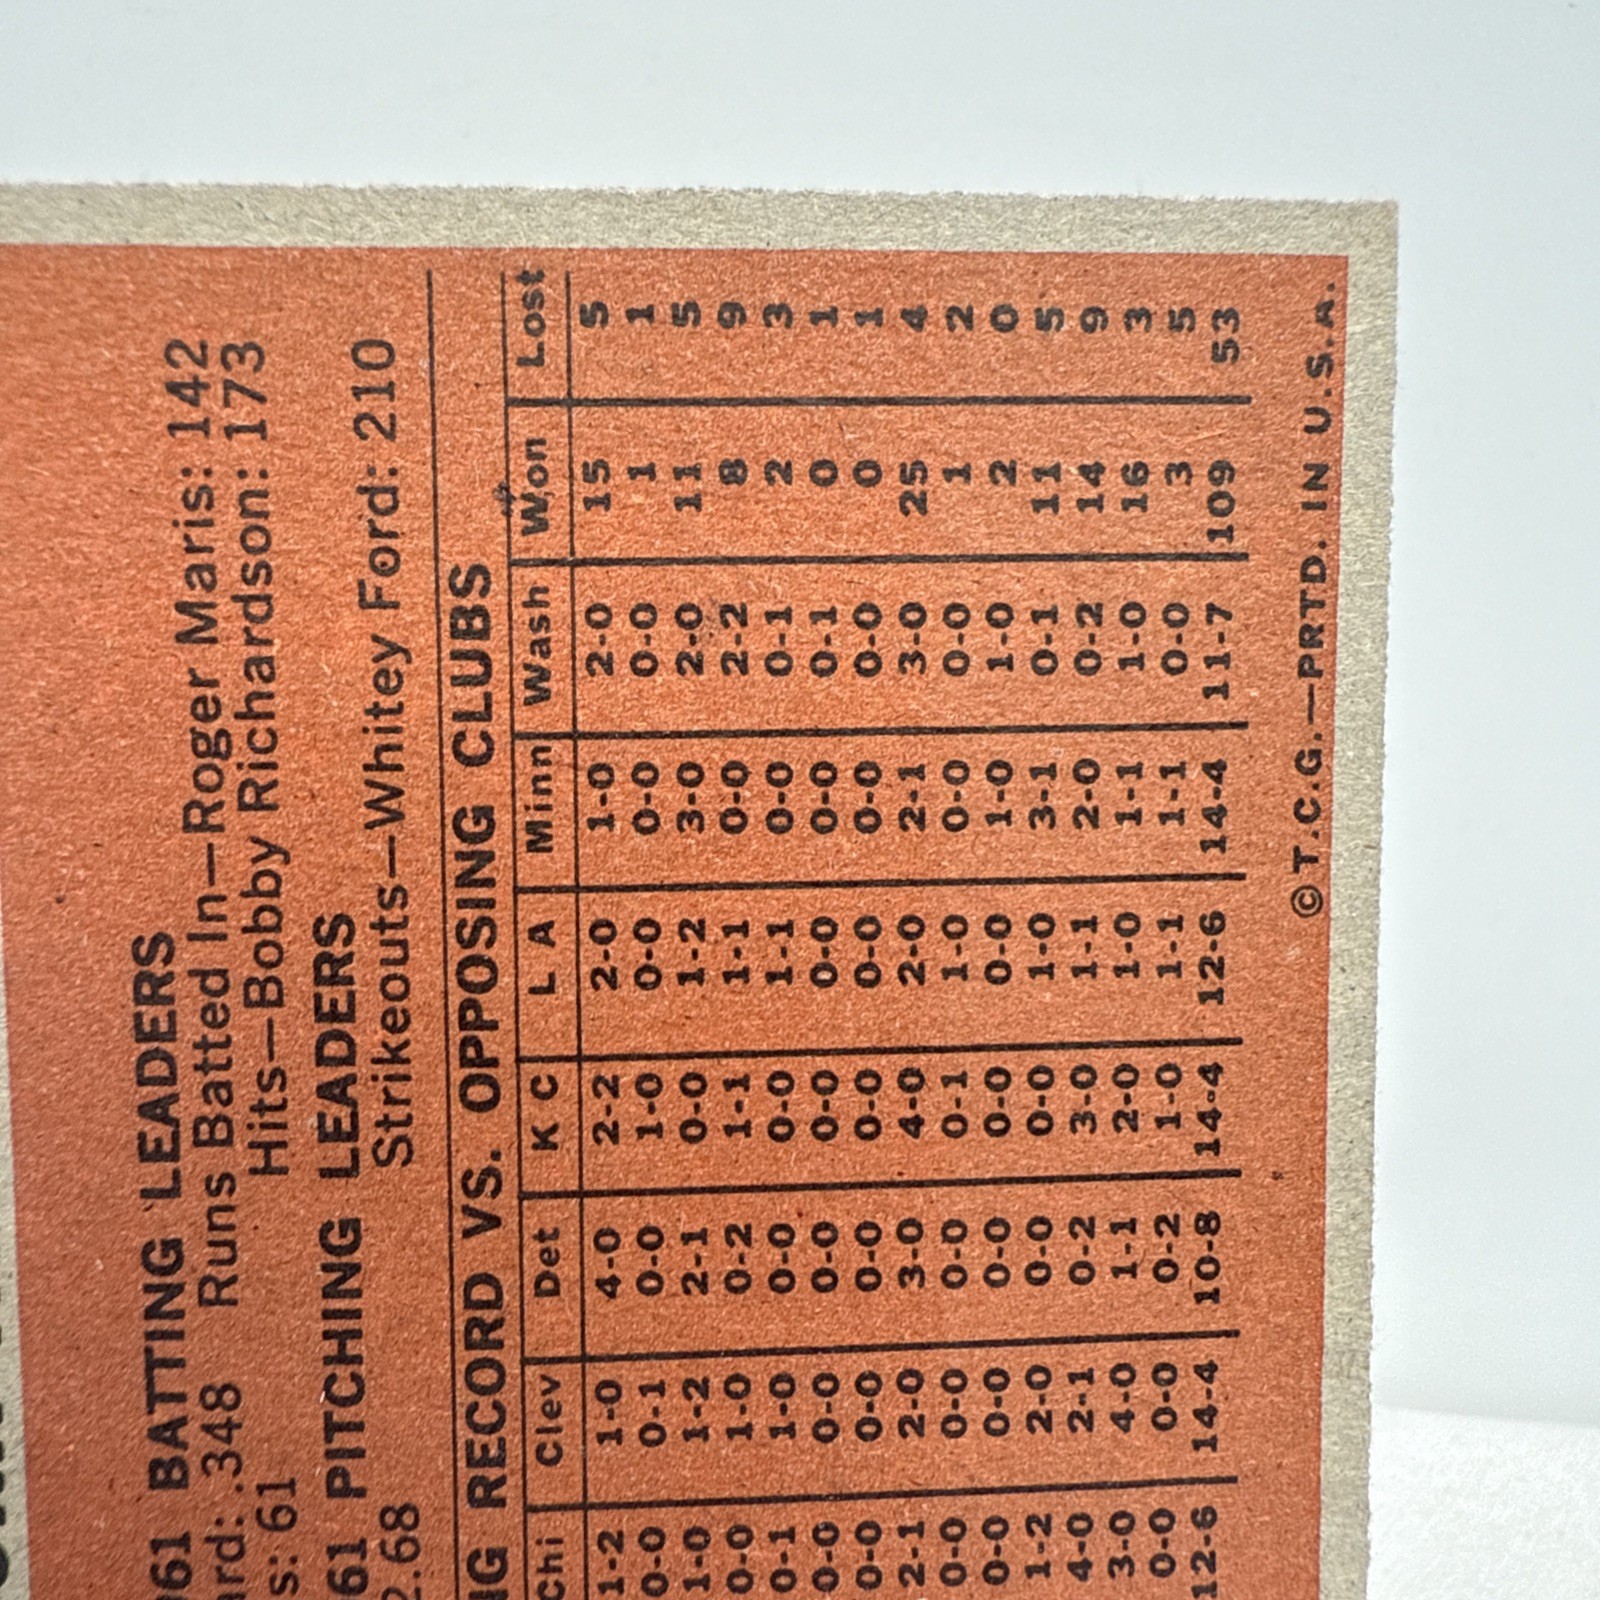 961 BATTING LEADERS
ard: .348 Runs Batted In—Roger Maris: 142
s: 61 Hits—Bobby Richardson: 173
61 PITCHING LEADERS
2.68 Strikeouts—Whitey Ford: 210
NG RECORD VS. OPPOSING CLUBS
Chi Clev Det K C L A Minn Wash Won Lost
1-2 1-0 4-0 2-2 2-0 1-0 2-0 15 5
0-0 0-1 0-0 1-0 0-0 0-0 0-0 1 1
1-0 1-2 2-1 0-0 1-2 3-0 2-0 11 5
0-0 1-0 0-2 1-1 1-1 0-0 2-2 8 9
0-1 1-0 0-0 0-0 1-1 0-0 0-1 2 3
0-0 0-0 0-0 0-0 0-0 0-0 0-1 0 1
0-0 0-0 0-0 0-0 0-0 0-0 0-0 0 1
2-1 2-0 3-0 4-0 2-0 2-1 3-0 25 4
0-0 0-0 0-0 0-1 1-0 0-0 0-0 1 2
0-0 0-0 0-0 0-0 0-0 1-0 1-0 2 0
1-2 2-0 0-0 0-0 1-0 3-1 0-1 11 5
4-0 2-1 0-2 3-0 1-1 2-0 0-2 14 9
3-0 4-0 1-1 2-0 1-0 1-1 1-0 16 3
0-0 0-0 0-2 1-0 1-1 1-1 0-0 3 5
12-6 14-4 10-8 14-4 12-6 14-4 11-7 109 53
©T.C.G.—PRTD. IN U.S.A.